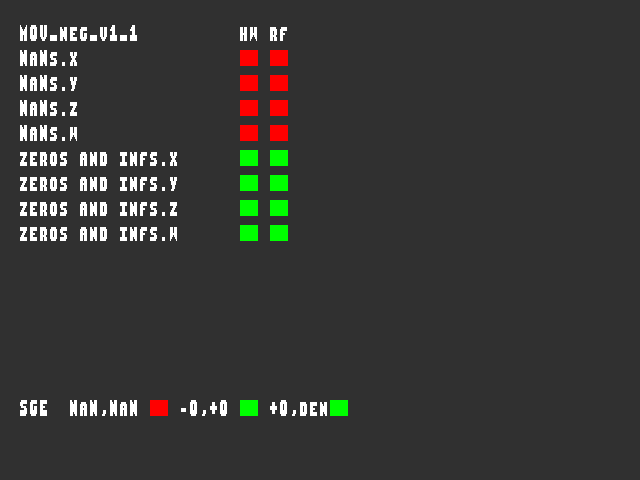 MOV_NEG_V1_1 HW RF
NANS.X
NANS.Y
NANS.Z
NANS.W
ZEROS AND INFS.X
ZEROS AND INFS.Y
ZEROS AND INFS.Z
ZEROS AND INFS.W
SGE NAN,NAN -0,+0 +0,DEN